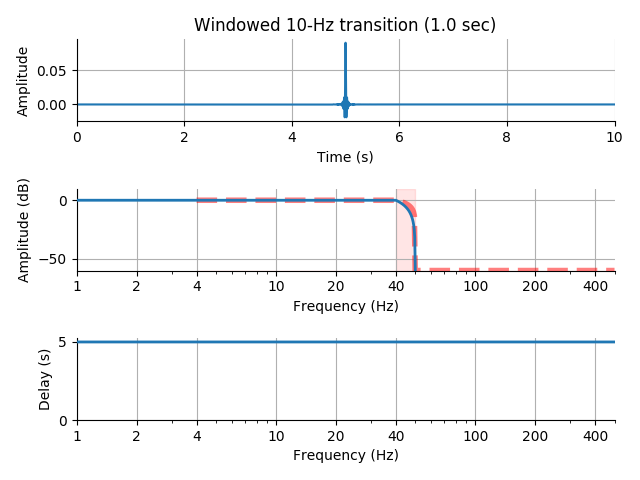 Windowed 10-Hz transition (1.0 sec)
Amplitude
0.05
0.00
0 2 4 6 8 10
Time (s)
Amplitude (dB)
0
−50
1 2 4 10 20 40 100 200 400
Frequency (Hz)
Delay (s)
5
0
1 2 4 10 20 40 100 200 400
Frequency (Hz)